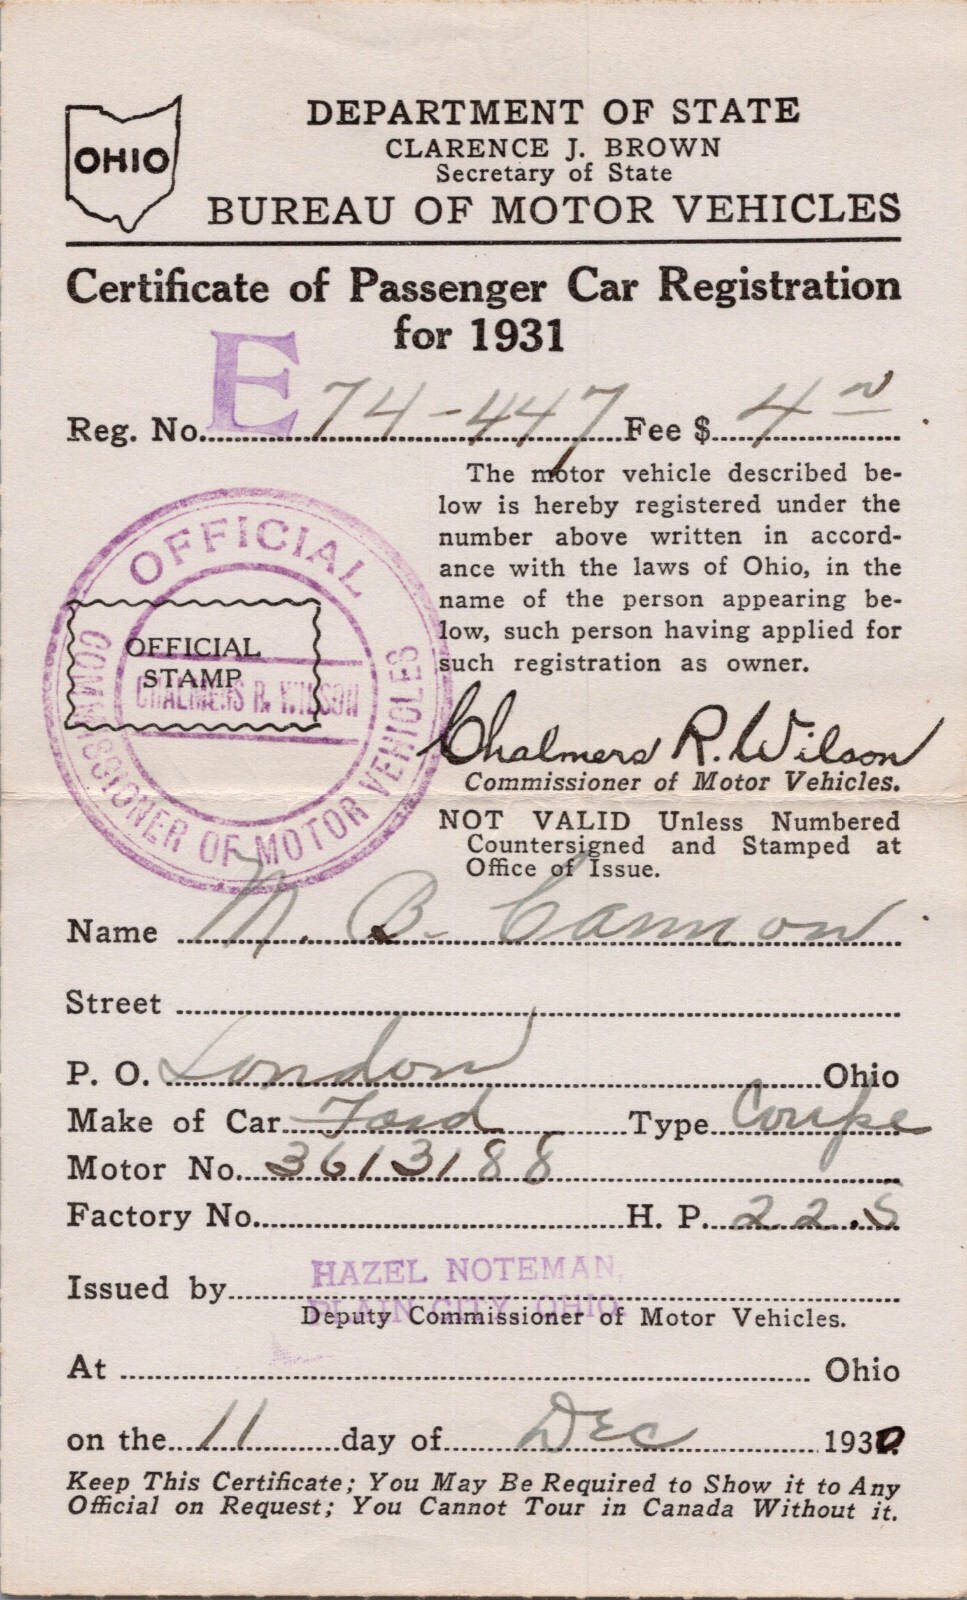 OHIO
DEPARTMENT OF STATE
CLARENCE J. BROWN
Secretary of State
BUREAU OF MOTOR VEHICLES
Certificate of Passenger Car Registration
for 1931
Reg. No. E 74-447 Fee $ 4
The motor vehicle described be-
low is hereby registered under the
number above written in accord-
ance with the laws of Ohio, in the
name of the person appearing be-
low, such person having applied for
such registration as owner.
OFFICIAL
COMMISSIONER OF MOTOR VEHICLES
CHALMERS R. WILSON
OFFICIAL
STAMP
Chalmers R. Wilson
Commissioner of Motor Vehicles.
NOT VALID Unless Numbered
Countersigned and Stamped at
Office of Issue.
Name M. B. Cannon
Street
P. O. London Ohio
Make of Car Ford Type Coupe
Motor No. 3613188
Factory No. H. P. 22.5
Issued by HAZEL NOTEMAN,
PLAIN CITY, OHIO.
Deputy Commissioner of Motor Vehicles.
At Ohio
on the 11 day of Dec 1930
Keep This Certificate; You May Be Required to Show it to Any
Official on Request; You Cannot Tour in Canada Without it.